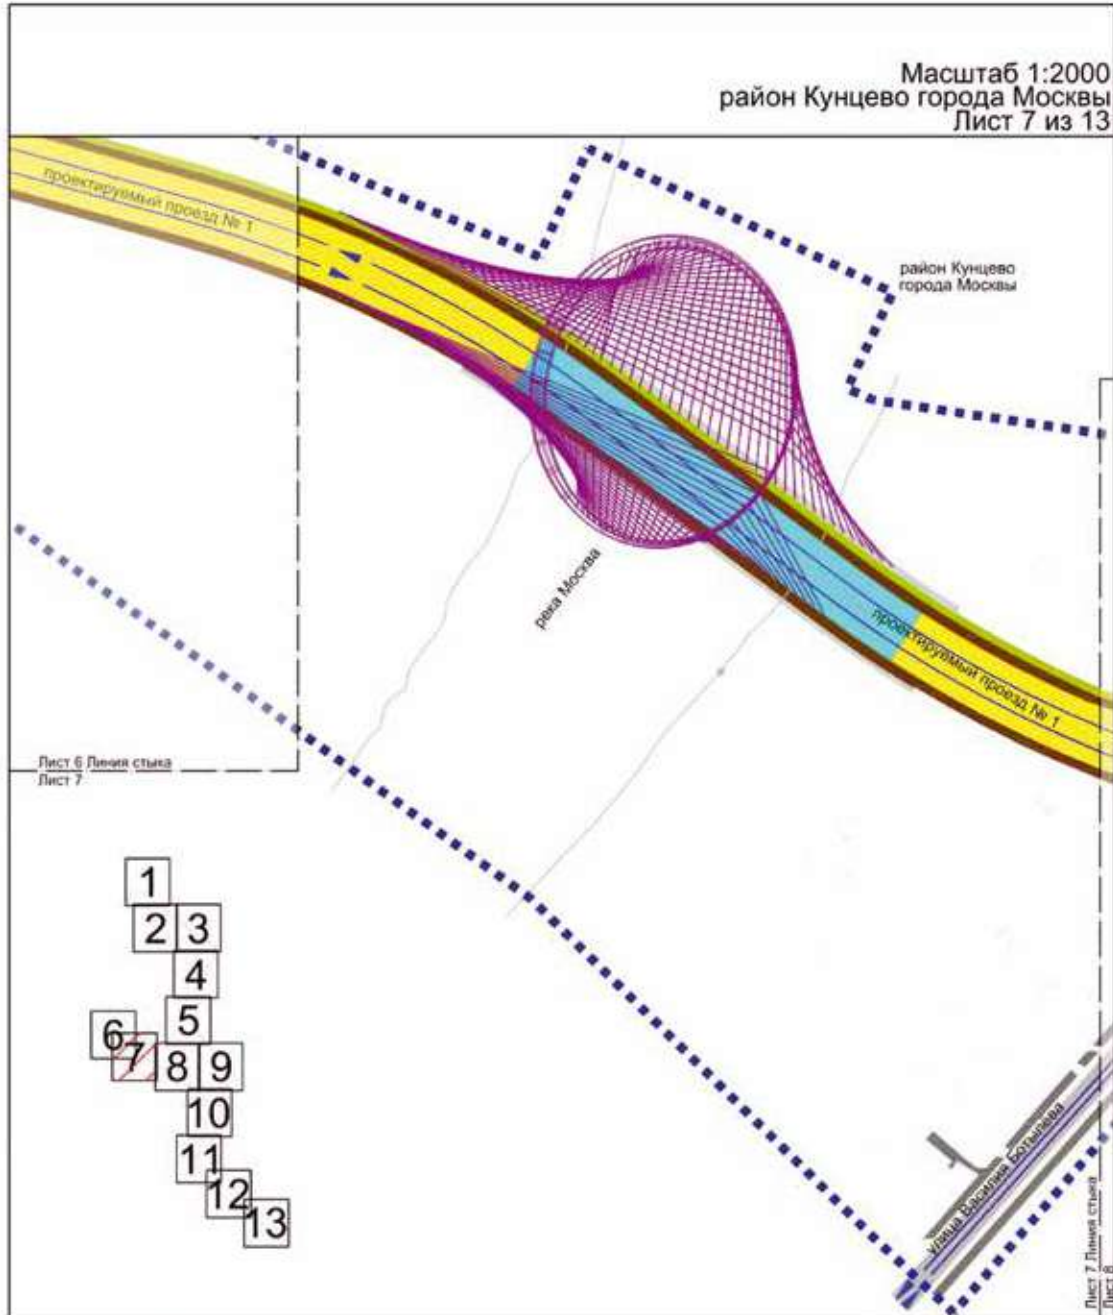 Масштаб 1:2000
район Кунцево города Москвы
Лист 7 из 13
проектируемый проезд № 1
район Кунцево
города Москвы
река Москва
проектируемый проезд № 1
Лист 6 Линия стыка
Лист 7
1
2 3
4
5
6
7
8 9
10
11
12
13
улица Василия Ботылева
Лист 7 Линия стыка
Лист 8